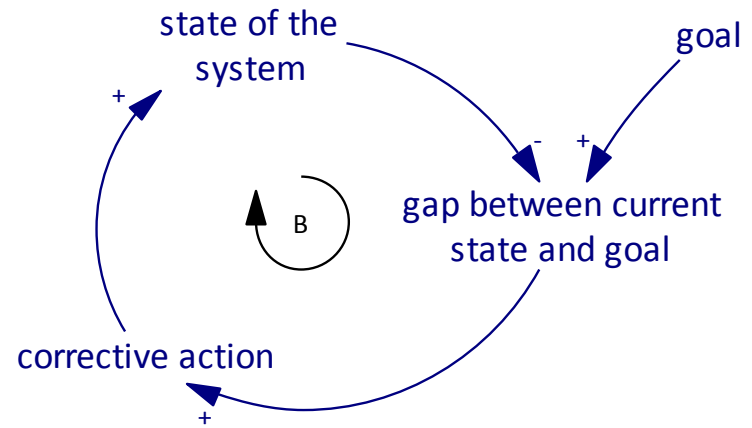 state of the
system
goal
+
-
+
gap between current
state and goal
B
corrective action
+